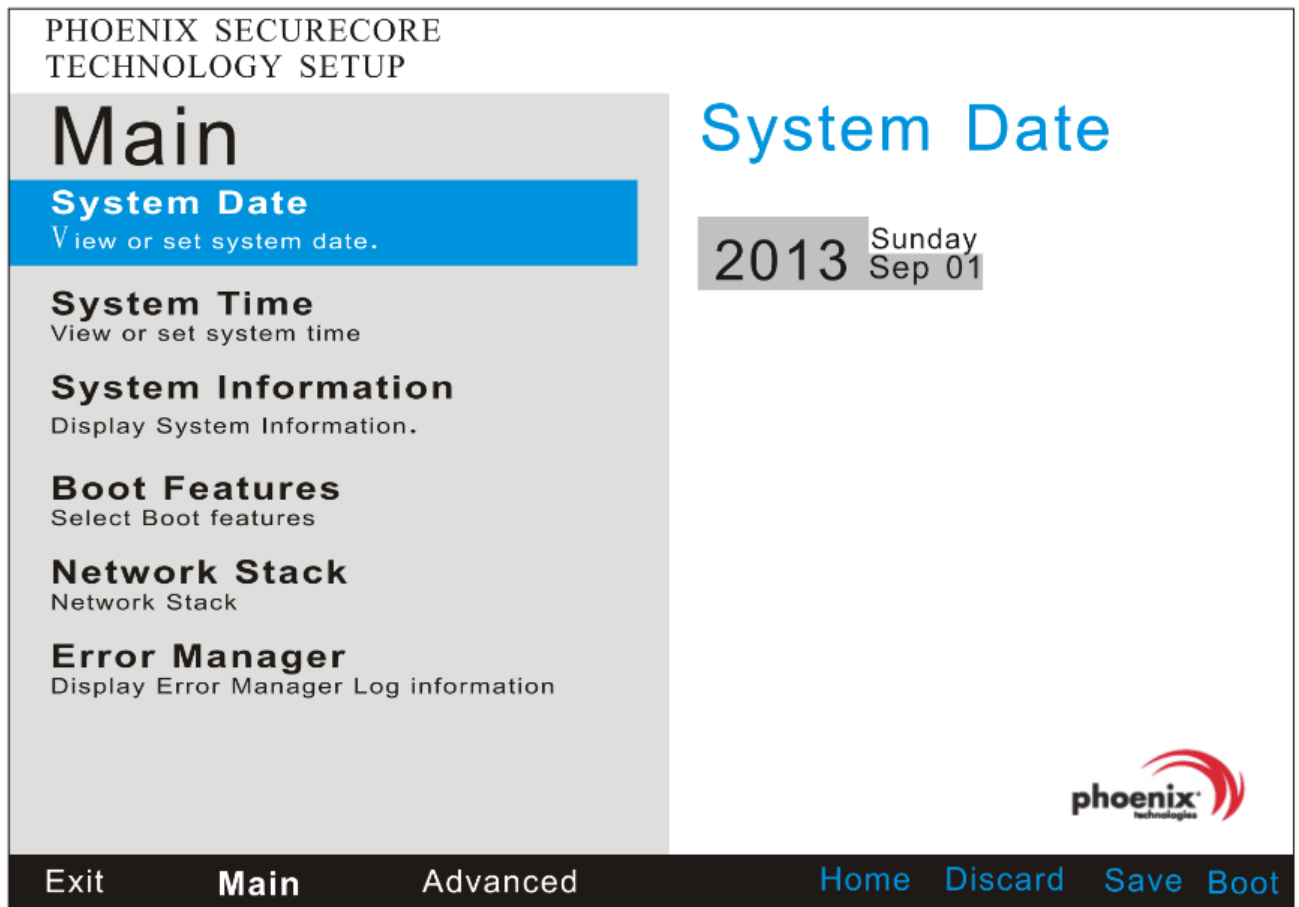 PHOENIX SECURECORE
TECHNOLOGY SETUP
Main
System Date
View or set system date.
System Time
View or set system time
System Information
Display System Information.
Boot Features
Select Boot features
Network Stack
Network Stack
Error Manager
Display Error Manager Log information
System Date
2013 Sunday
Sep 01
phoenix
technologies
Exit Main Advanced Home Discard Save Boot